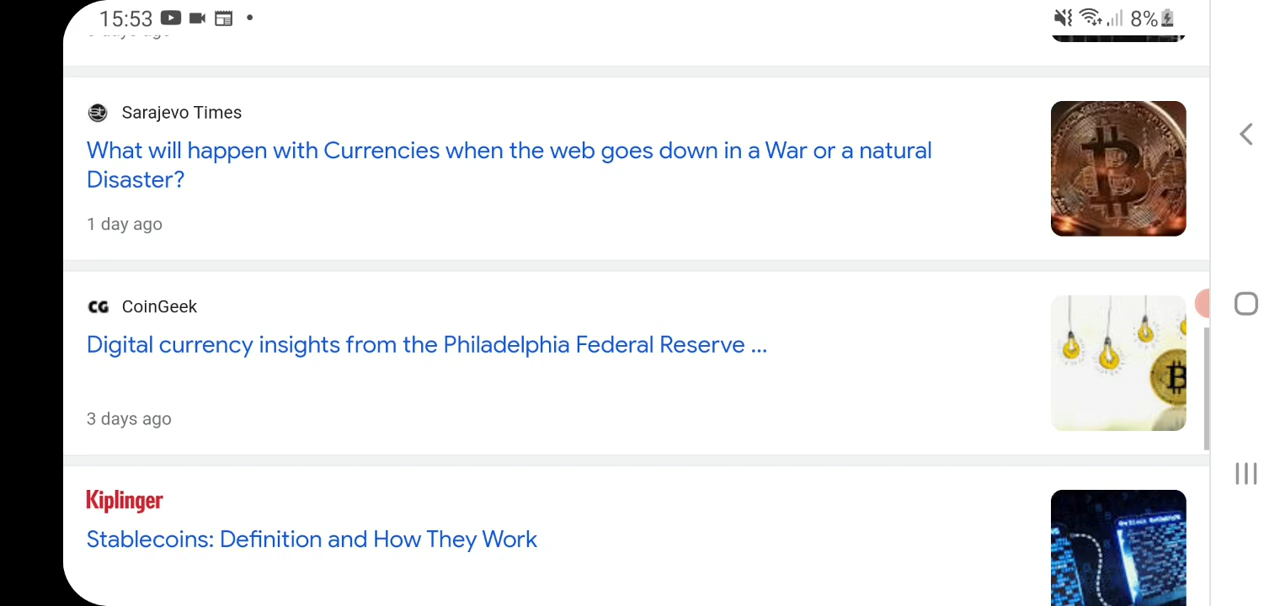 15:53
8%
Sarajevo Times
What will happen with Currencies when the web goes down in a War or a natural
Disaster?
1 day ago
CG CoinGeek
Digital currency insights from the Philadelphia Federal Reserve ...
3 days ago
Kiplinger
Stablecoins: Definition and How They Work